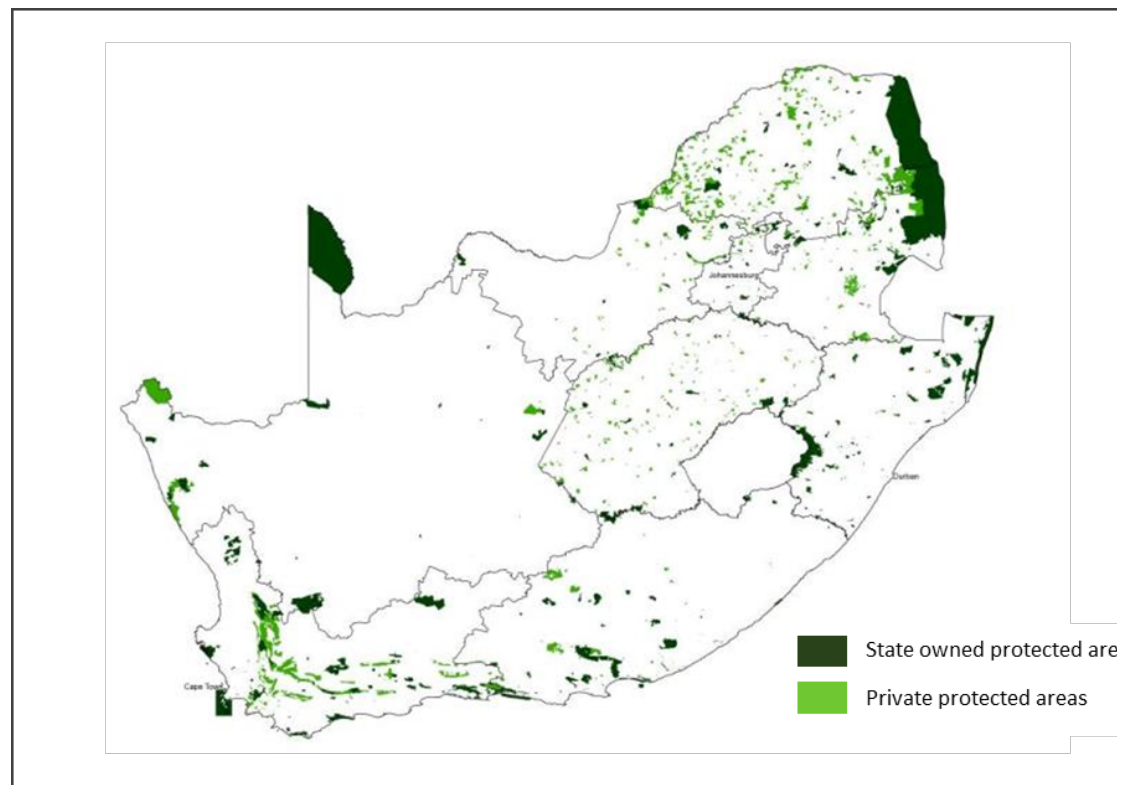 Johannesburg
Durban
Cape Town
State owned protected are
Private protected areas